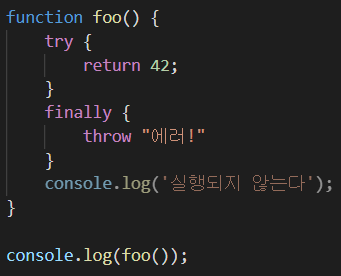 function foo() {
    try {
        return 42;
    }
    finally {
        throw "에러!"
    }
    console.log('실행되지 않는다');
}

console.log(foo());